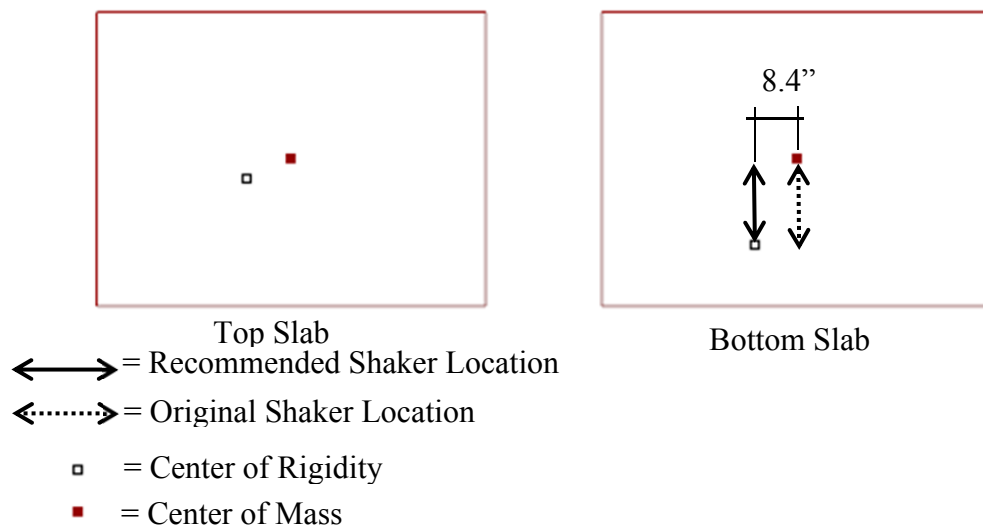 8.4”
Top Slab
Bottom Slab
= Recommended Shaker Location
= Original Shaker Location
= Center of Rigidity
= Center of Mass